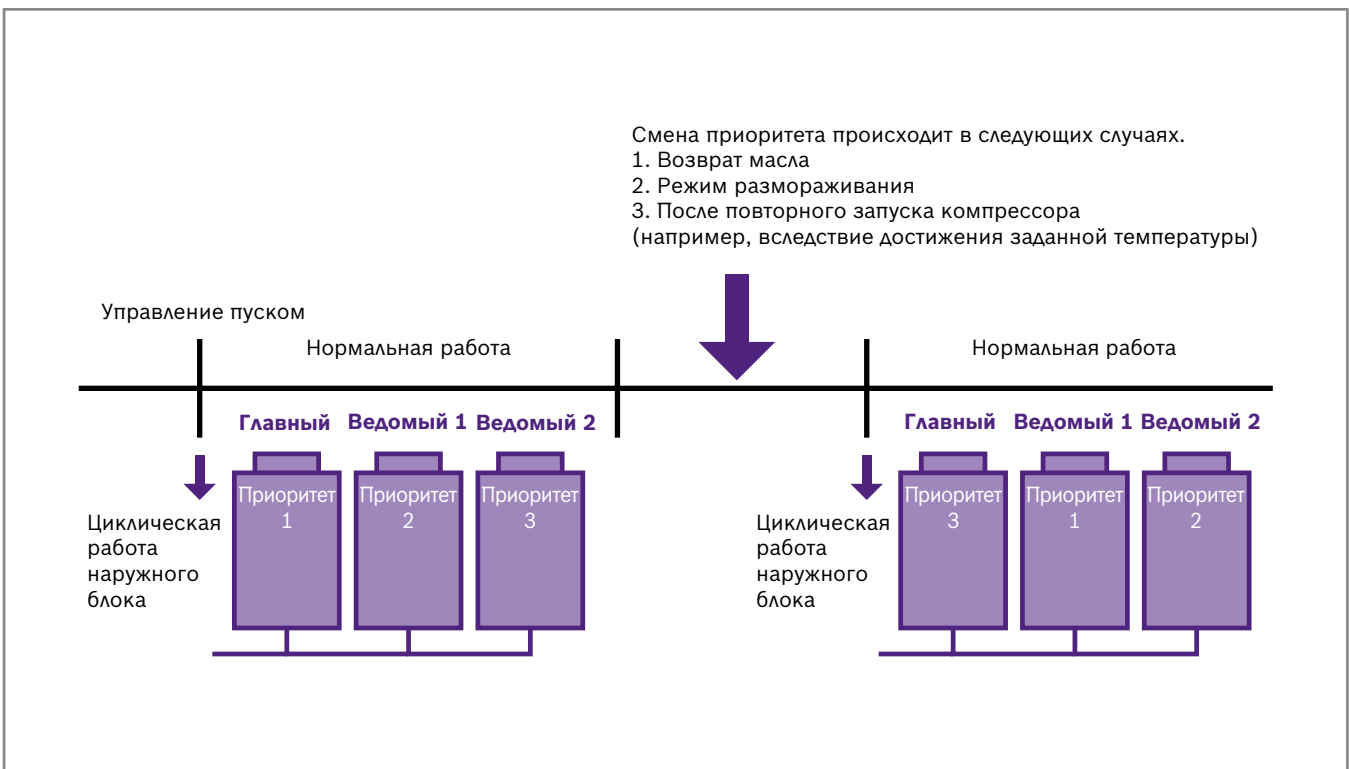 Смена приоритета происходит в следующих случаях.
1. Возврат масла
2. Режим размораживания
3. После повторного запуска компрессора
(например, вследствие достижения заданной температуры)
Управление пуском
Нормальная работа
Нормальная работа
Главный
Ведомый 1
Ведомый 2
Приоритет
1
Приоритет
2
Приоритет
3
Циклическая
работа
наружного
блока
Главный
Ведомый 1
Ведомый 2
Приоритет
3
Приоритет
1
Приоритет
2
Циклическая
работа
наружного
блока